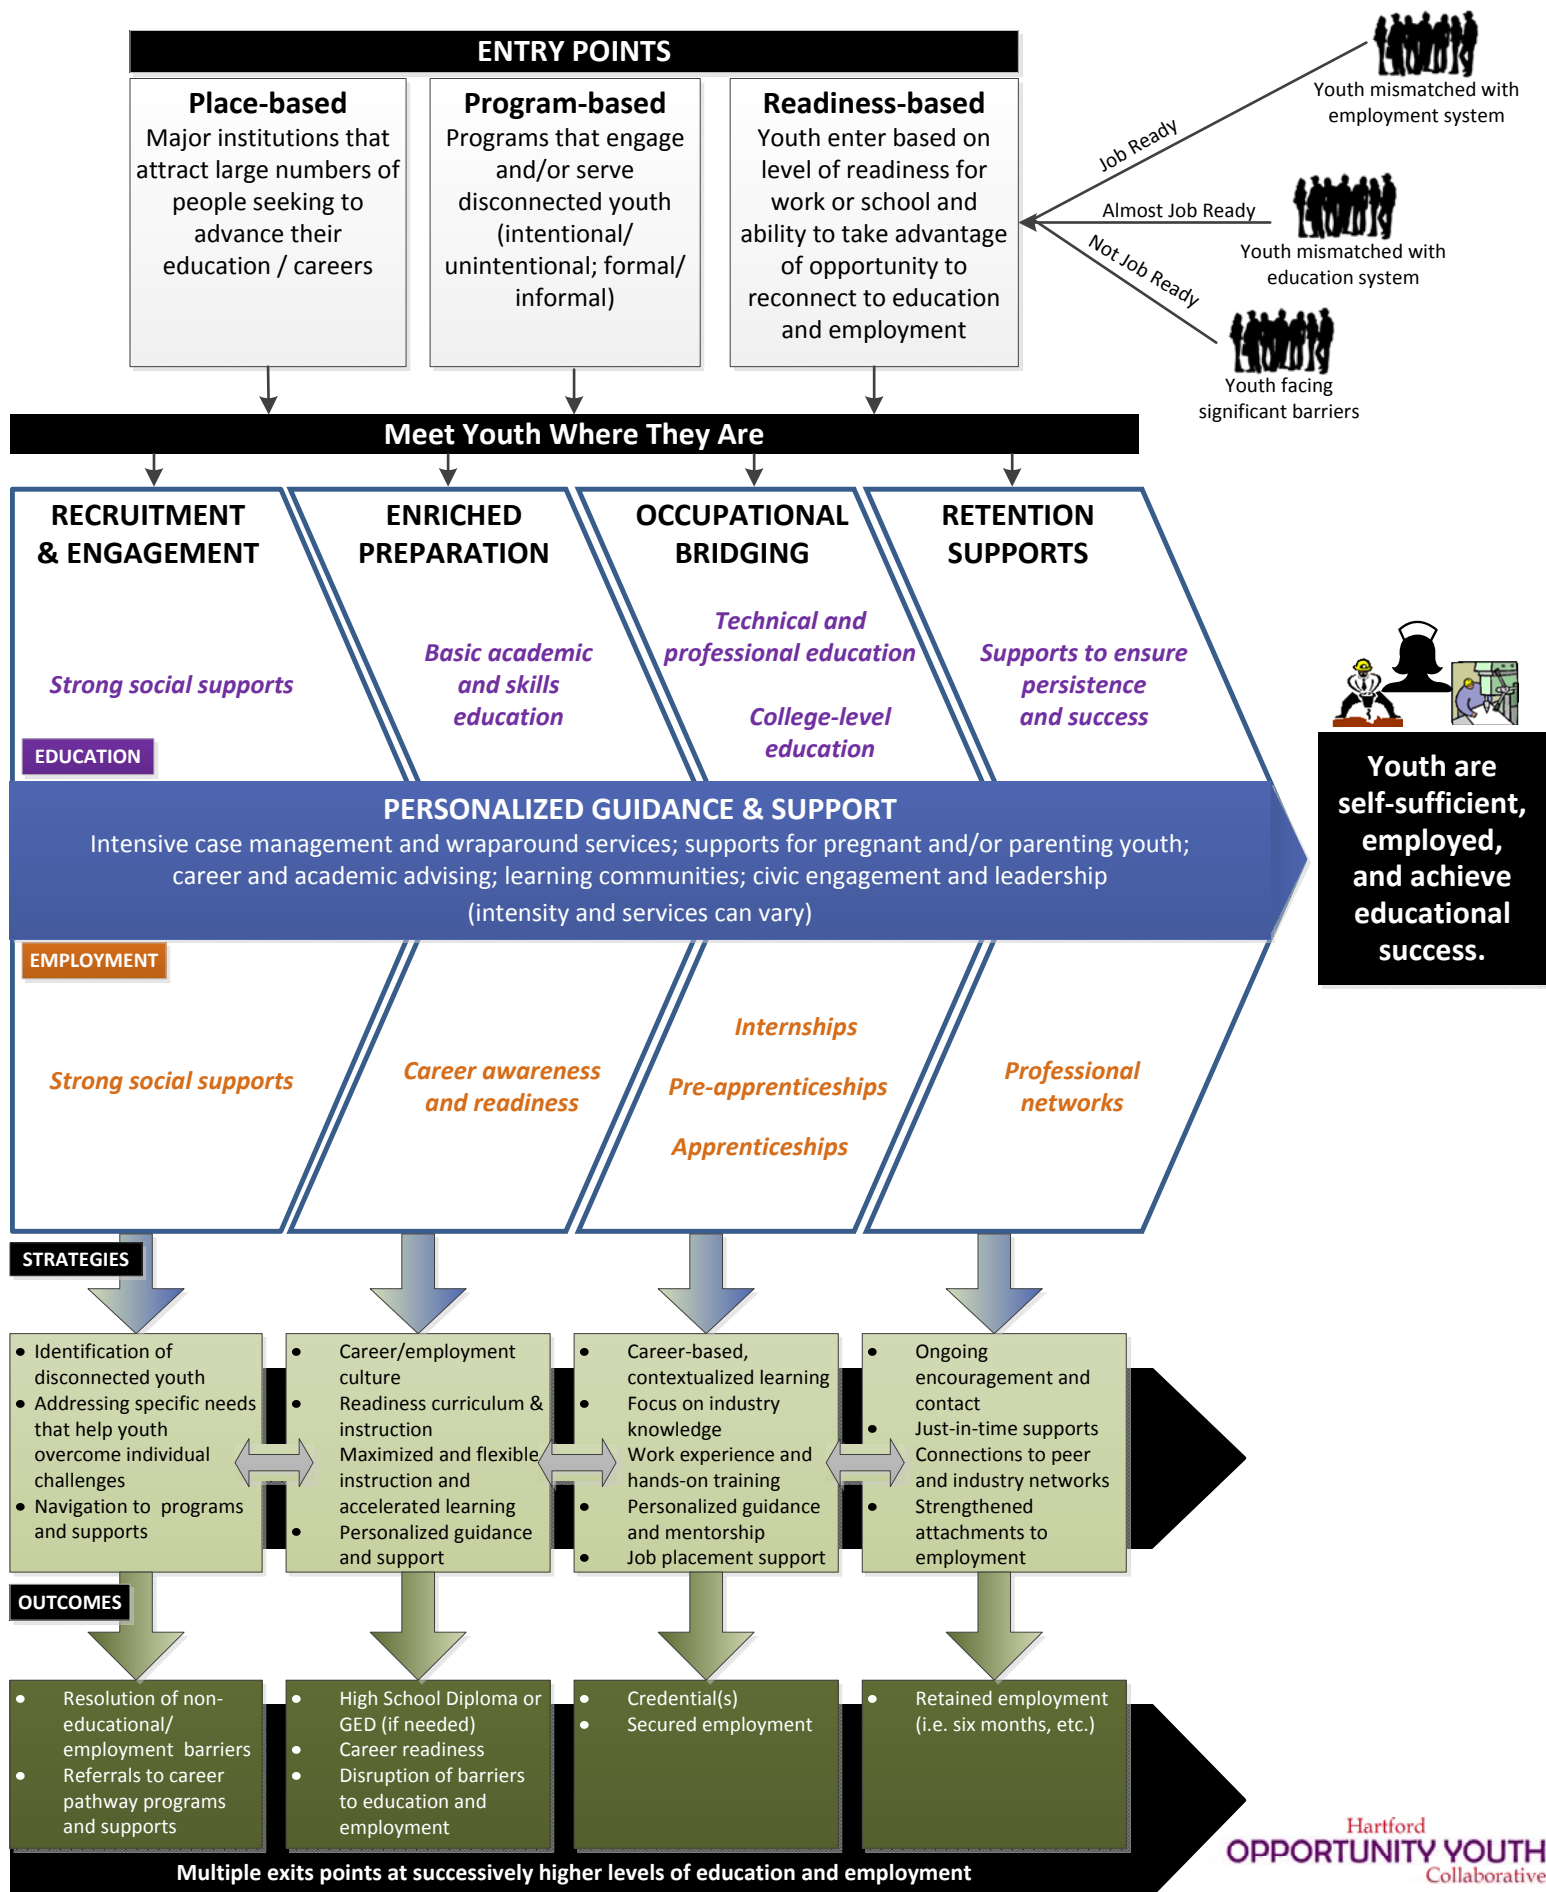 ENTRY POINTS
Place-based
Major institutions that
attract large numbers of
people seeking to
advance their
education / careers
Program-based
Programs that engage
and/or serve
disconnected youth
(intentional/
unintentional; formal/
informal)
Readiness-based
Youth enter based on
level of readiness for
work or school and
ability to take advantage
of opportunity to
reconnect to education
and employment
Job Ready
Youth mismatched with
employment system
Almost Job Ready
Youth mismatched with
education system
Not Job Ready
Youth facing
significant barriers
Meet Youth Where They Are
RECRUITMENT
& ENGAGEMENT
ENRICHED
PREPARATION
OCCUPATIONAL
BRIDGING
RETENTION
SUPPORTS
Strong social supports
Basic academic
and skills
education
Technical and
professional education
College-level
education
Supports to ensure
persistence
and success
EDUCATION
PERSONALIZED GUIDANCE & SUPPORT
Intensive case management and wraparound services; supports for pregnant and/or parenting youth;
career and academic advising; learning communities; civic engagement and leadership
(intensity and services can vary)
Youth are
self-sufficient,
employed,
and achieve
educational
success.
EMPLOYMENT
Strong social supports
Career awareness
and readiness
Internships
Pre-apprenticeships
Apprenticeships
Professional
networks
STRATEGIES
• Identification of
disconnected youth
• Addressing specific needs
that help youth
overcome individual
challenges
• Navigation to programs
and supports
• Career/employment
culture
• Readiness curriculum &
instruction
Maximized and flexible
instruction and
accelerated learning
• Personalized guidance
and support
• Career-based,
contextualized learning
• Focus on industry
knowledge
Work experience and
hands-on training
• Personalized guidance
and mentorship
• Job placement support
• Ongoing
encouragement and
contact
• Just-in-time supports
Connections to peer
and industry networks
• Strengthened
attachments to
employment
OUTCOMES
• Resolution of non-
educational/
employment barriers
• Referrals to career
pathway programs
and supports
• High School Diploma or
GED (if needed)
• Career readiness
• Disruption of barriers
to education and
employment
• Credential(s)
• Secured employment
• Retained employment
(i.e. six months, etc.)
Multiple exits points at successively higher levels of education and employment
Hartford
OPPORTUNITY YOUTH
Collaborative